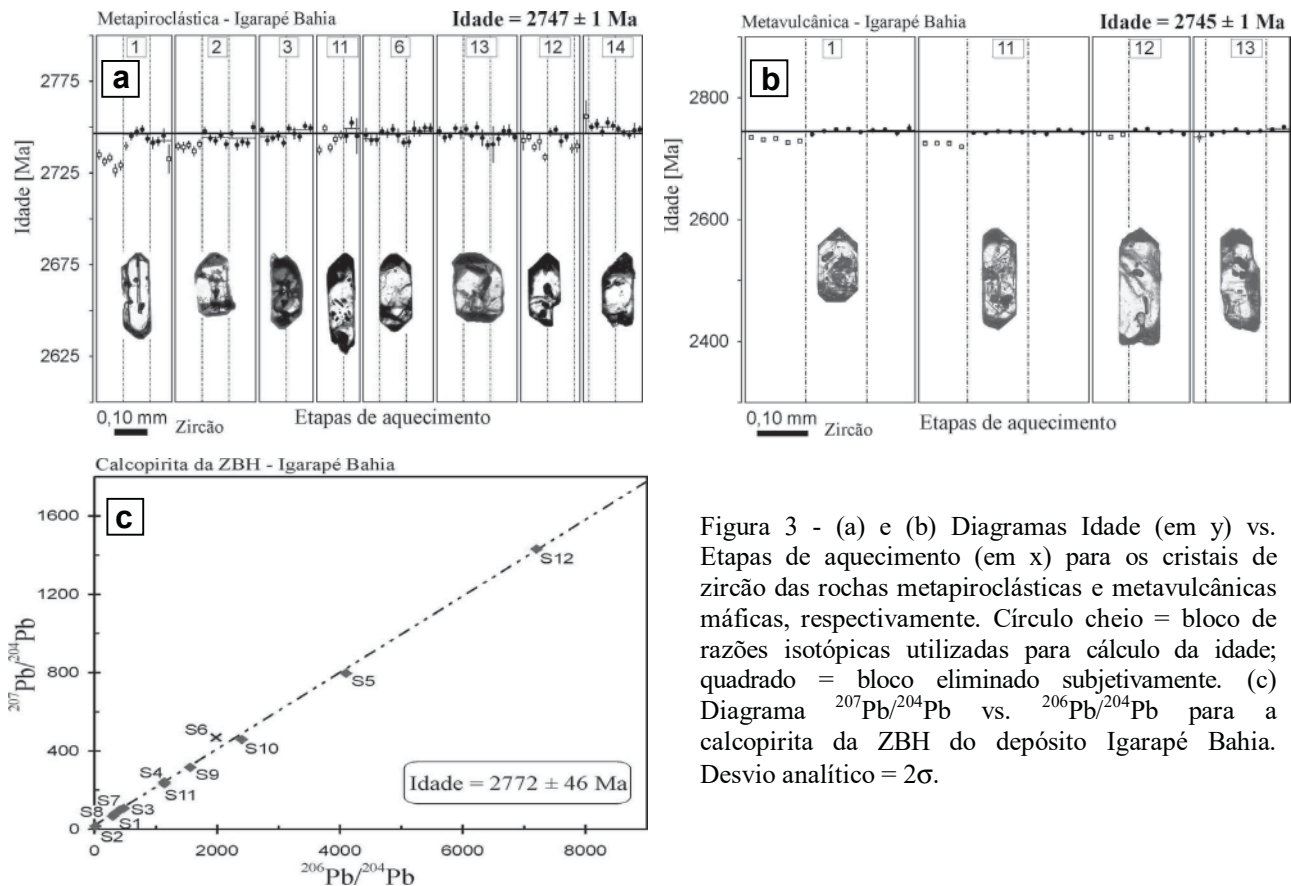 Metapiroclástica - Igarapé Bahia
Idade = 2747 ± 1 Ma
a
1 2 3 11 6 13 12 14
Idade [Ma]
2775
2725
2675
2625
0,10 mm
Zircão
Etapas de aquecimento
Metavulcânica - Igarapé Bahia
Idade = 2745 ± 1 Ma
b
1 11 12 13
Idade [Ma]
2800
2600
2400
0,10 mm
Zircão
Etapas de aquecimento
Calcopirita da ZBH - Igarapé Bahia
c
²⁰⁷Pb/²⁰⁴Pb
1600
1200
800
400
0
S12
S5
S6
S10
S4
S9
S11
S7
S8
S3
S1
S2
Idade = 2772 ± 46 Ma
0 2000 4000 6000 8000
²⁰⁶Pb/²⁰⁴Pb
Figura 3 - (a) e (b) Diagramas Idade (em y) vs.
Etapas de aquecimento (em x) para os cristais de
zircão das rochas metapiroclásticas e metavulcânicas
máficas, respectivamente. Círculo cheio = bloco de
razões isotópicas utilizadas para cálculo da idade;
quadrado = bloco eliminado subjetivamente. (c)
Diagrama ²⁰⁷Pb/²⁰⁴Pb vs. ²⁰⁶Pb/²⁰⁴Pb para a
calcopirita da ZBH do depósito Igarapé Bahia.
Desvio analítico = 2σ.